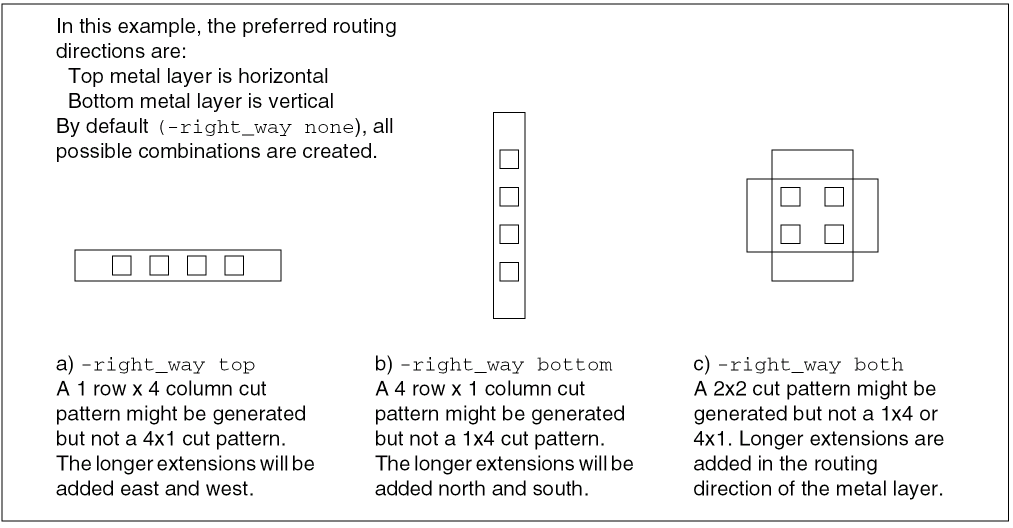 In this example, the preferred routing
directions are:
Top metal layer is horizontal
Bottom metal layer is vertical
By default (-right_way none), all
possible combinations are created.
a) -right_way top
A 1 row x 4 column cut
pattern might be generated
but not a 4x1 cut pattern.
The longer extensions will be
added east and west.
b) -right_way bottom
A 4 row x 1 column cut
pattern might be generated
but not a 1x4 cut pattern.
The longer extensions will be
added north and south.
c) -right_way both
A 2x2 cut pattern might be
generated but not a 1x4 or
4x1. Longer extensions are
added in the routing
direction of the metal layer.